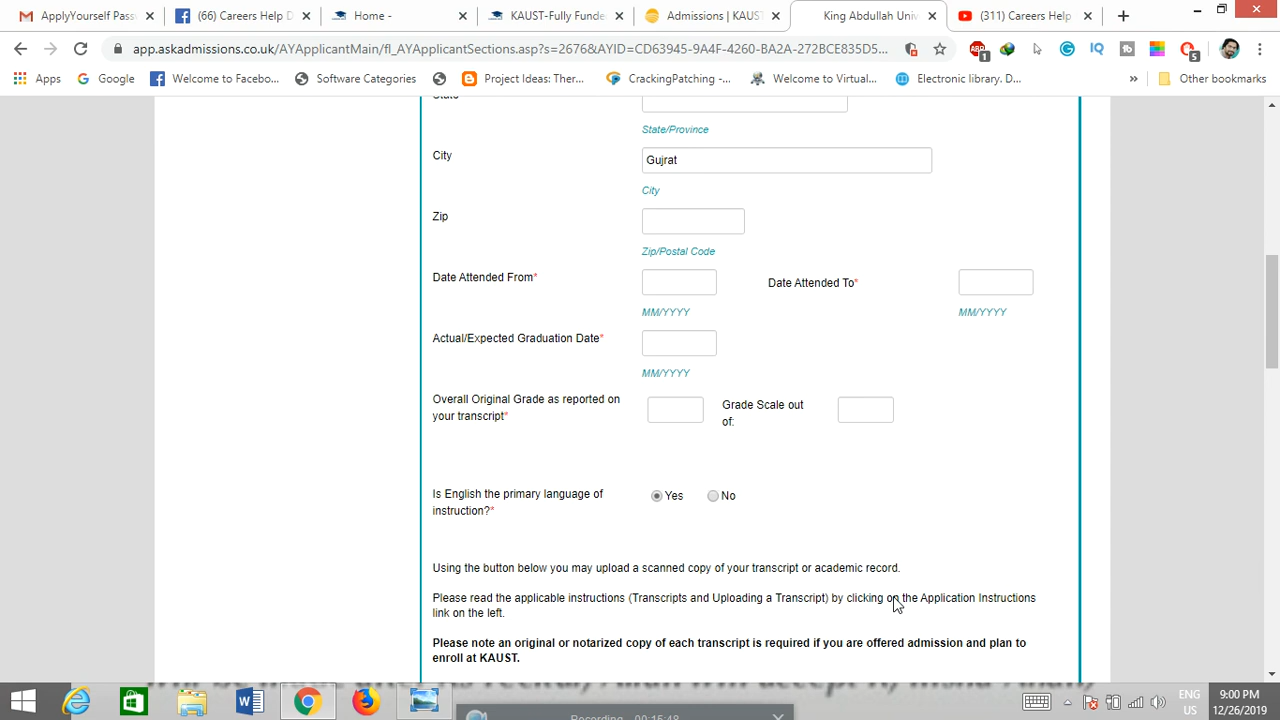 ApplyYourself Pass
(66) Careers Help D
Home -
KAUST-Fully Funde
Admissions | KAUST
King Abdullah Univ
(311) Careers Help
app.askadmissions.co.uk/AYApplicantMain/fl_AYApplicantSections.asp?s=2676&AYID=CD63945-9A4F-4260-BA2A-272BCE835D5...
Apps
Google
Welcome to Facebo...
Software Categories
Project Ideas: Ther...
CrackingPatching -...
Welcome to Virtual...
Electronic library. D...
»
Other bookmarks
State
State/Province
City
Gujrat
City
Zip
Zip/Postal Code
Date Attended From*
Date Attended To*
MM/YYYY
MM/YYYY
Actual/Expected Graduation Date*
MM/YYYY
Overall Original Grade as reported on
your transcript*
Grade Scale out
of:
Is English the primary language of
instruction?*
Yes
No
Using the button below you may upload a scanned copy of your transcript or academic record.
Please read the applicable instructions (Transcripts and Uploading a Transcript) by clicking on the Application Instructions
link on the left.
Please note an original or notarized copy of each transcript is required if you are offered admission and plan to
enroll at KAUST.
ENG
US
9:00 PM
12/26/2019
Recording
00:15:48